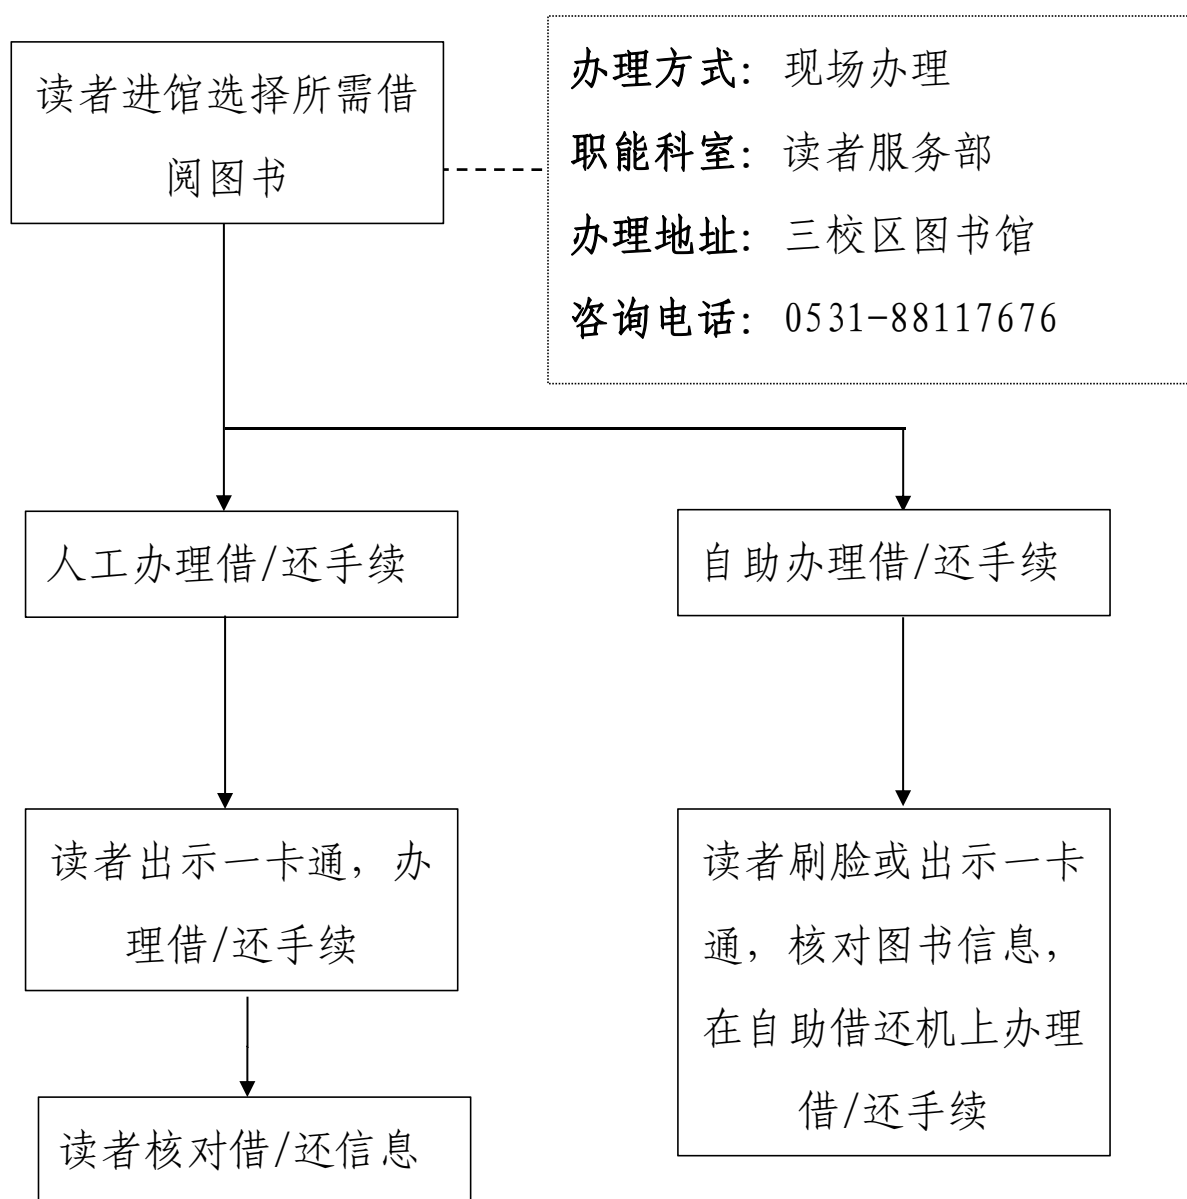 读者进馆选择所需借
阅图书
办理方式：现场办理
职能科室：读者服务部
办理地址：三校区图书馆
咨询电话：0531-88117676
人工办理借/还手续
自助办理借/还手续
读者出示一卡通，办
理借/还手续
读者刷脸或出示一卡
通，核对图书信息，
在自助借还机上办理
借/还手续
读者核对借/还信息